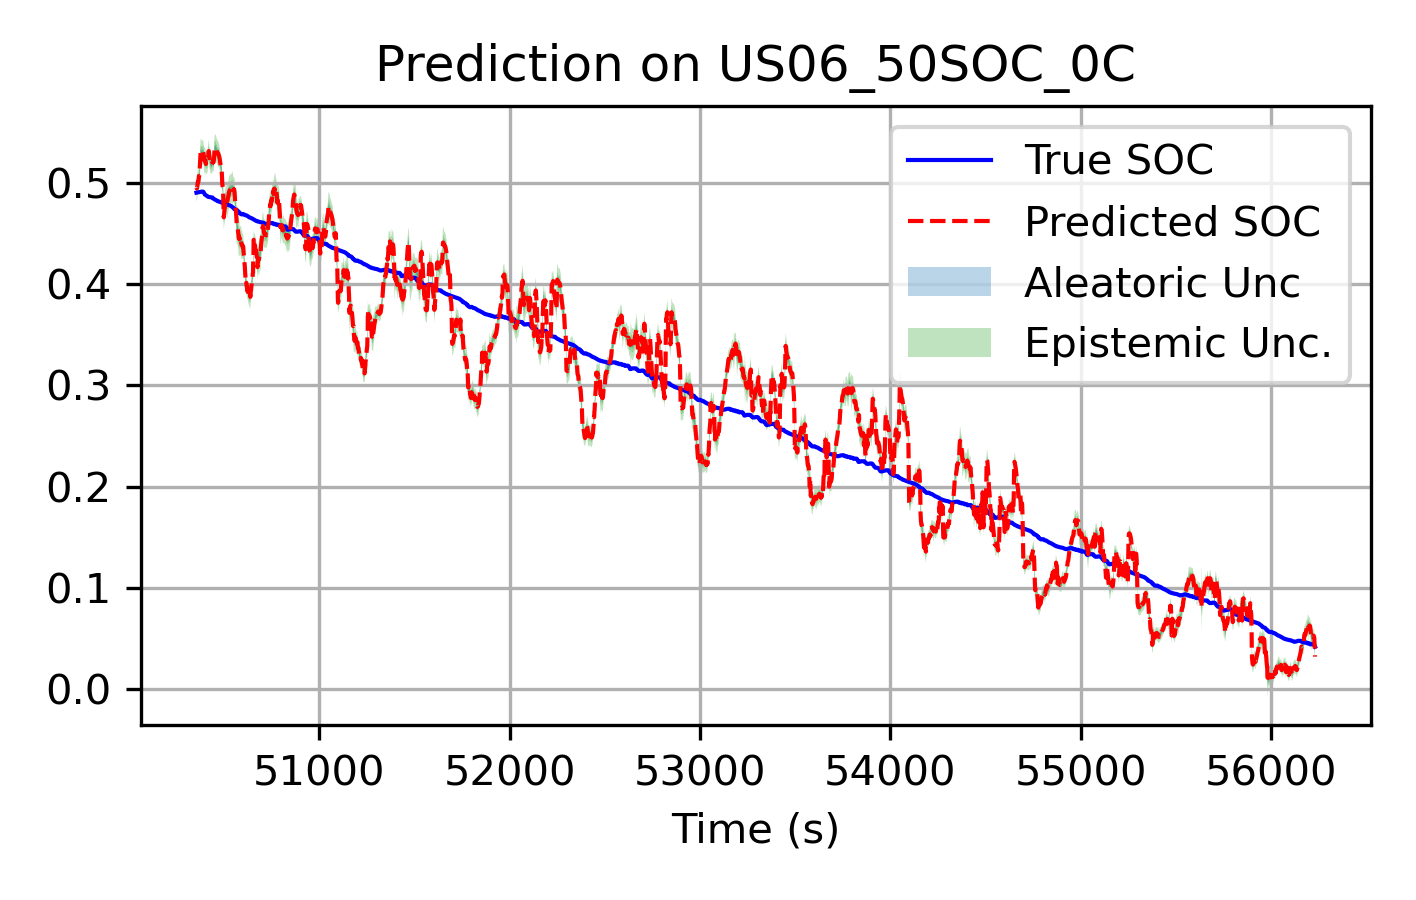 Prediction on US06_50SOC_0C
True SOC
Predicted SOC
Aleatoric Unc
Epistemic Unc.
0.5
0.4
0.3
0.2
0.1
0.0
51000 52000 53000 54000 55000 56000
Time (s)